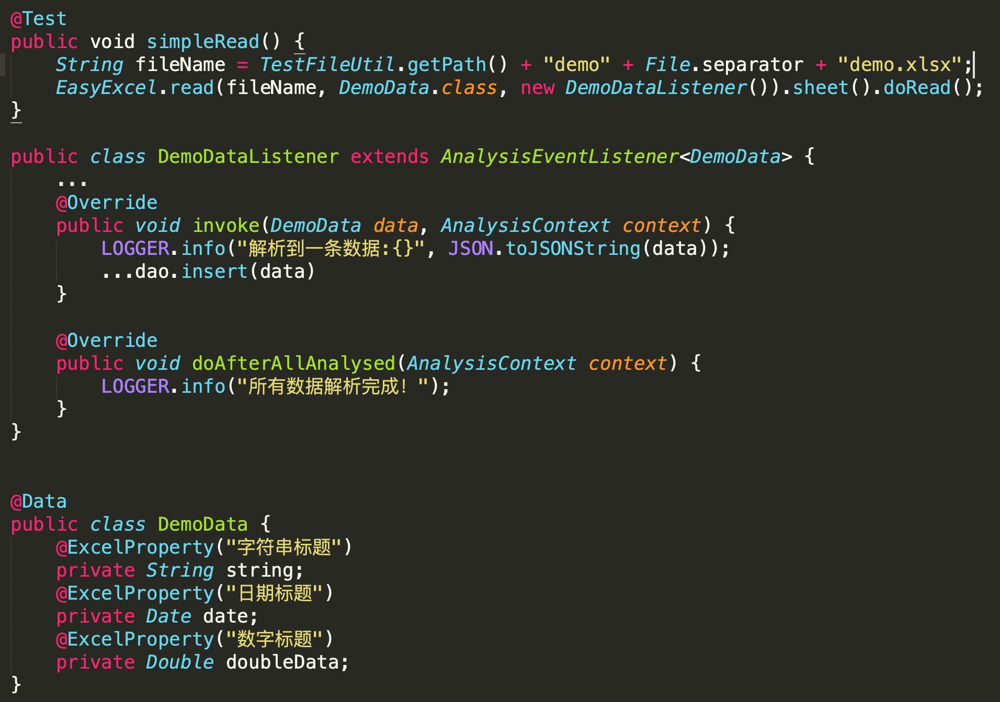 @Test
public void simpleRead() {
    String fileName = TestFileUtil.getPath() + "demo" + File.separator + "demo.xlsx";
    EasyExcel.read(fileName, DemoData.class, new DemoDataListener()).sheet().doRead();
}
public class DemoDataListener extends AnalysisEventListener<DemoData> {
    ...
    @Override
    public void invoke(DemoData data, AnalysisContext context) {
        LOGGER.info("解析到一条数据:{}", JSON.toJSONString(data));
        ...dao.insert(data)
    }
    @Override
    public void doAfterAllAnalysed(AnalysisContext context) {
        LOGGER.info("所有数据解析完成！");
    }
}
@Data
public class DemoData {
    @ExcelProperty("字符串标题")
    private String string;
    @ExcelProperty("日期标题")
    private Date date;
    @ExcelProperty("数字标题")
    private Double doubleData;
}